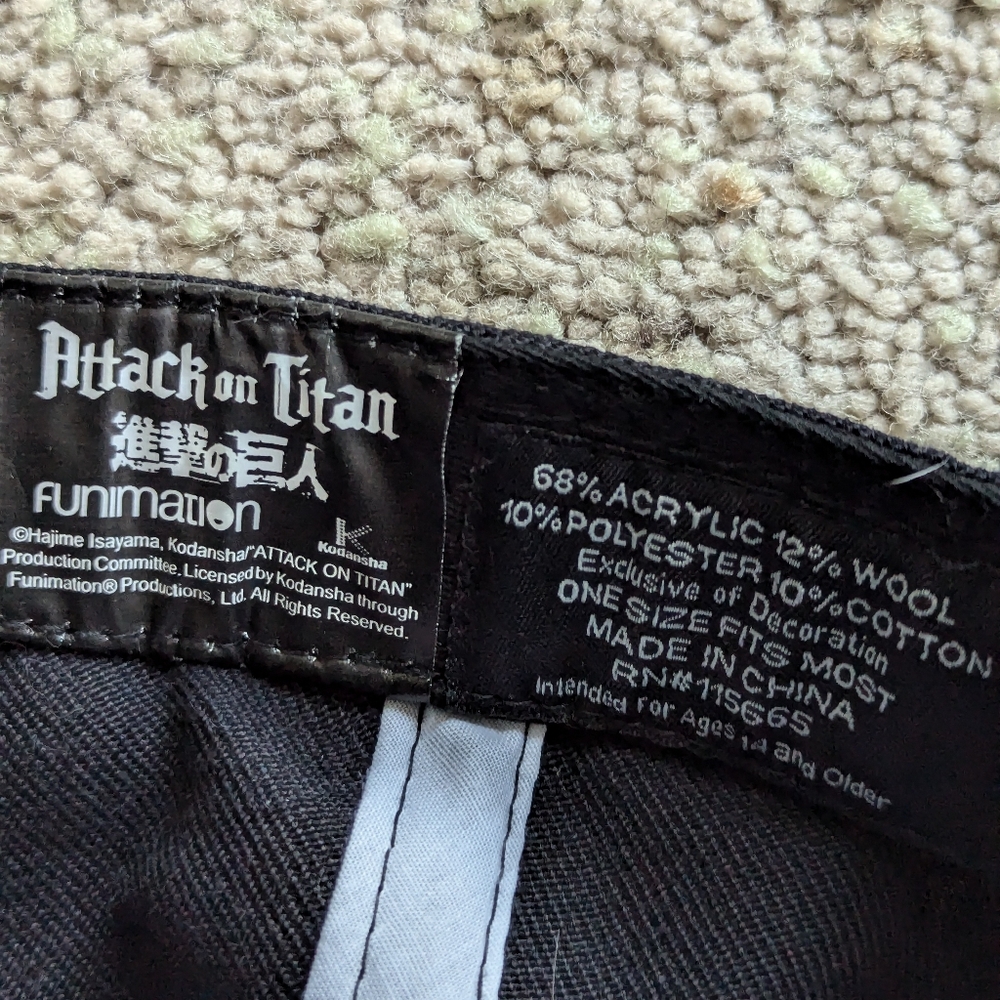 Attack on Titan
進撃の巨人
FUNIMATION
K
Kodansha
©Hajime Isayama, Kodansha/"ATTACK ON TITAN"
Production Committee. Licensed by Kodansha through
Funimation® Productions, Ltd. All Rights Reserved.
68% ACRYLIC 12% WOOL
10% POLYESTER 10% COTTON
Exclusive of Decoration
ONE SIZE FITS MOST
MADE IN CHINA
RN#115665
Intended For Ages 14 and Older